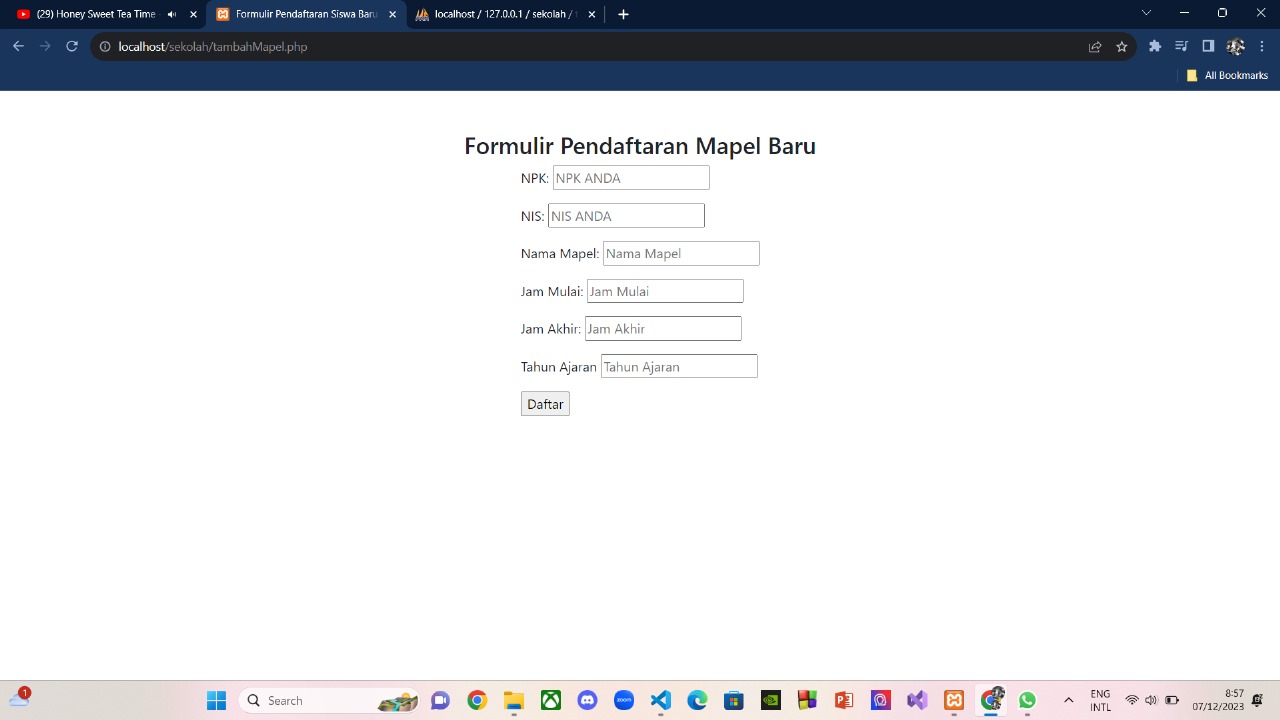 (29) Honey Sweet Tea Time
Formulir Pendaftaran Siswa Baru
localhost / 127.0.0.1 / sekolah /
localhost/sekolah/tambahMapel.php
All Bookmarks
Formulir Pendaftaran Mapel Baru
NPK: NPK ANDA
NIS: NIS ANDA
Nama Mapel: Nama Mapel
Jam Mulai: Jam Mulai
Jam Akhir: Jam Akhir
Tahun Ajaran Tahun Ajaran
Daftar
1
Search
zoom
ENG
INTL
8:57
07/12/2023